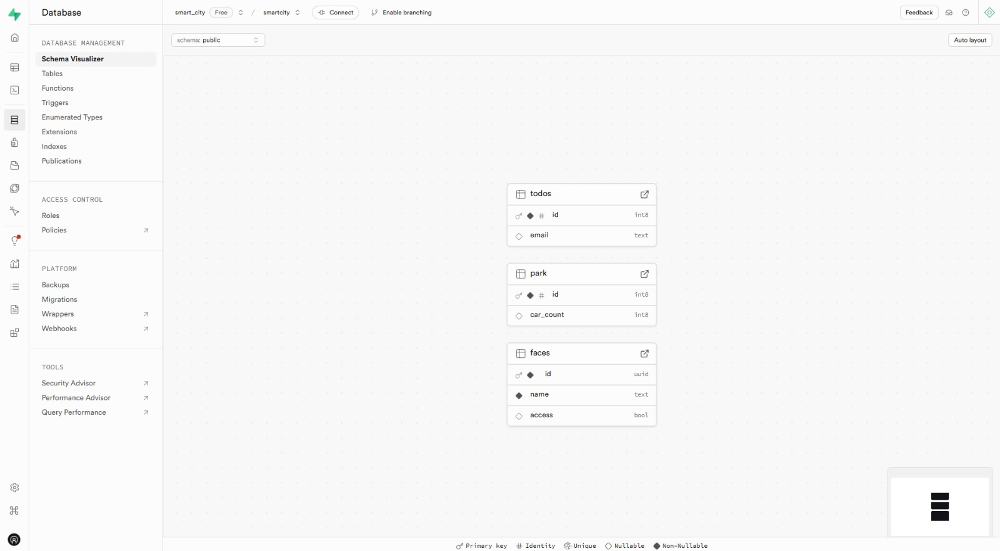 Database
smart_city Free / smartcity Connect Enable branching Feedback
DATABASE MANAGEMENT
Schema Visualizer
Tables
Functions
Triggers
Enumerated Types
Extensions
Indexes
Publications
ACCESS CONTROL
Roles
Policies
PLATFORM
Backups
Migrations
Wrappers
Webhooks
TOOLS
Security Advisor
Performance Advisor
Query Performance
schema: public
Auto layout
todos
# id int8
email text
park
# id int8
car_count int8
faces
id uuid
name text
access bool
Primary key # Identity Unique Nullable Non-Nullable